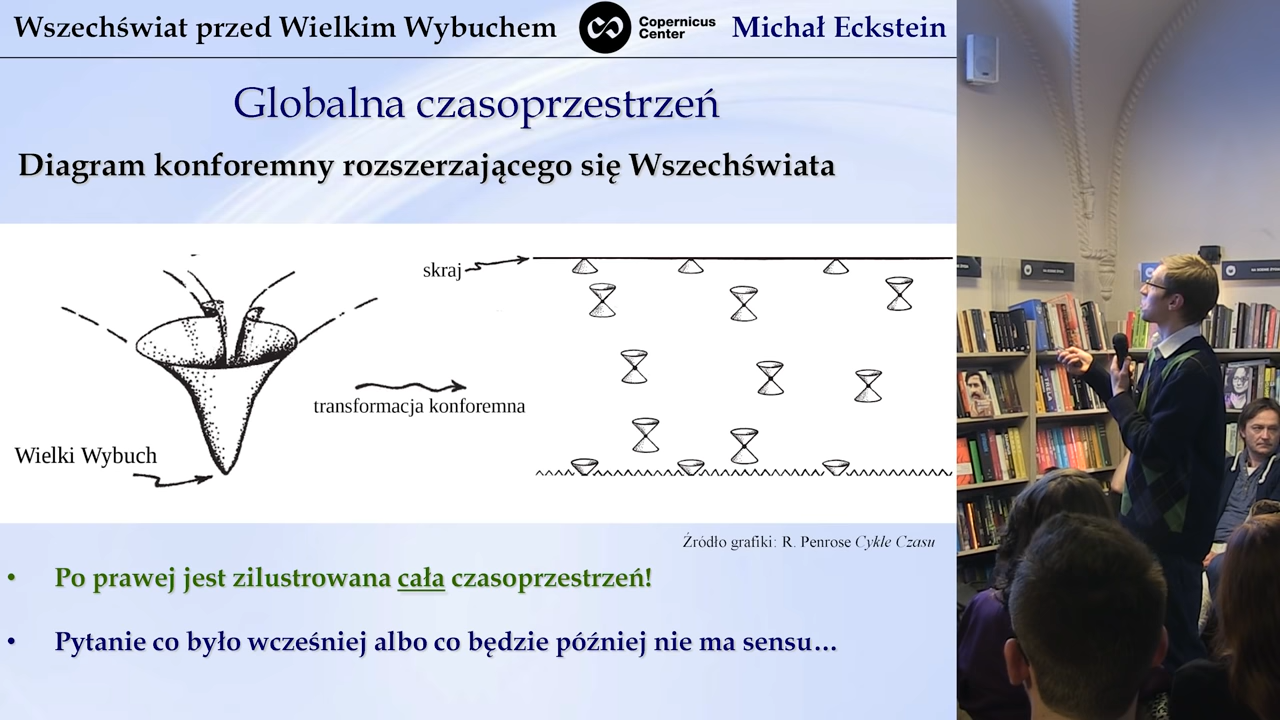 Wszechświat przed Wielkim Wybuchem
Copernicus
Center
Michał Eckstein
Globalna czasoprzestrzeń
Diagram konforemny rozszerzającego się Wszechświata
skraj
transformacja konforemna
Wielki Wybuch
Źródło grafiki: R. Penrose Cykle Czasu
• Po prawej jest zilustrowana cała czasoprzestrzeń!
• Pytanie co było wcześniej albo co będzie później nie ma sensu…